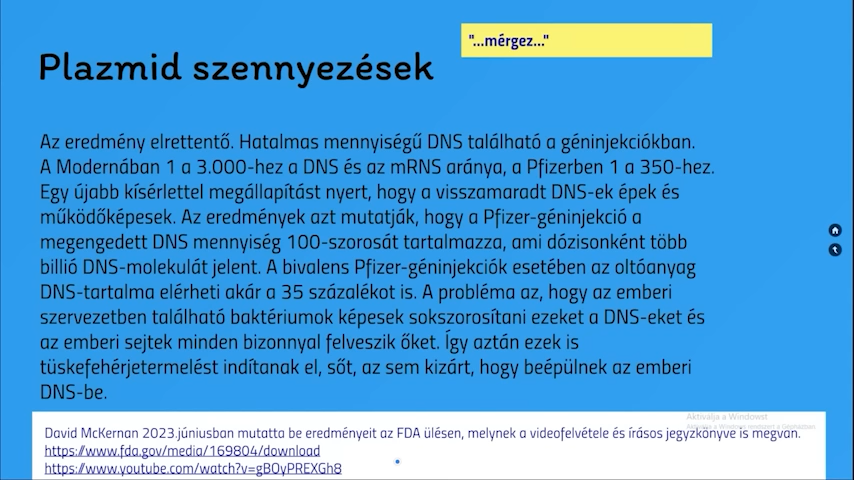 "...mérgez..."
Plazmid szennyezések
Az eredmény elrettentő. Hatalmas mennyiségű DNS található a géninjekciókban.
A Modernában 1 a 3.000-hez a DNS és az mRNS aránya, a Pfizerben 1 a 350-hez.
Egy újabb kísérlettel megállapítást nyert, hogy a visszamaradt DNS-ek épek és
működőképesek. Az eredmények azt mutatják, hogy a Pfizer-géninjekció a
megengedett DNS mennyiség 100-szorosát tartalmazza, ami dózisonként több
billió DNS-molekulát jelent. A bivalens Pfizer-géninjekciók esetében az oltóanyag
DNS-tartalma elérheti akár a 35 százalékot is. A probléma az, hogy az emberi
szervezetben található baktériumok képesek sokszorosítani ezeket a DNS-eket és
az emberi sejtek minden bizonnyal felveszik őket. Így aztán ezek is
tüskefehérjetermelést indítanak el, sőt, az sem kizárt, hogy beépülnek az emberi
DNS-be.
Aktiválja a Windowst
David McKernan 2023.júniusban mutatta be eredményeit az FDA ülésen, melynek a videofelvétele és írásos jegyzkönyve is megvan.
https://www.fda.gov/media/169804/download
https://www.youtube.com/watch?v=gBOyPREXGh8